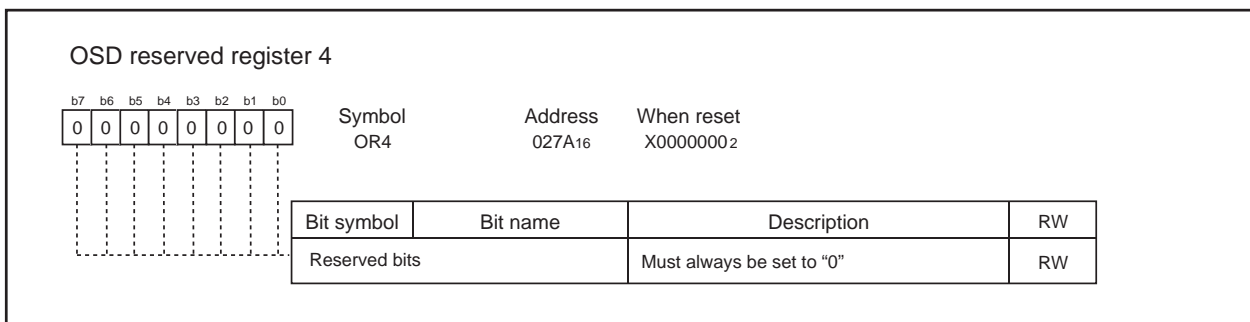 OSD reserved register 4
b7 b6 b5 b4 b3 b2 b1 b0
0 0 0 0 0 0 0 0
Symbol Address When reset
OR4 027A16 X00000002
Bit symbol Bit name Description RW
Reserved bits Must always be set to “0” RW